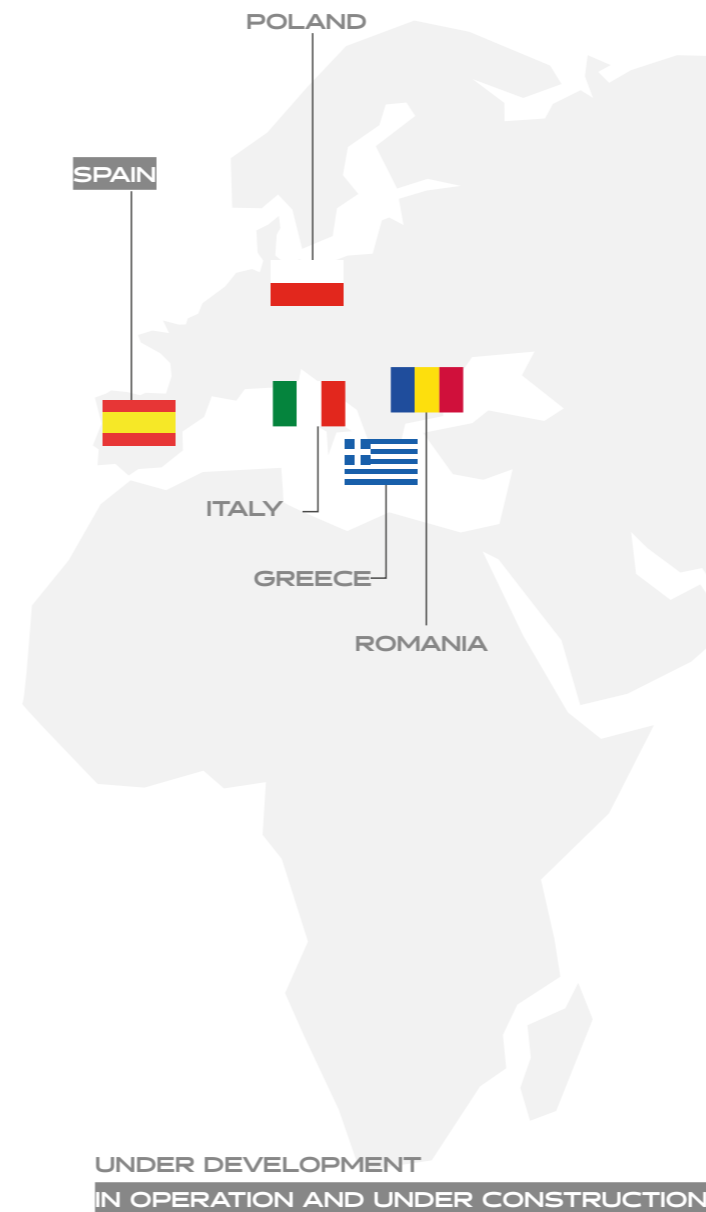 POLAND
SPAIN
ITALY
GREECE
ROMANIA
UNDER DEVELOPMENT
IN OPERATION AND UNDER CONSTRUCTION